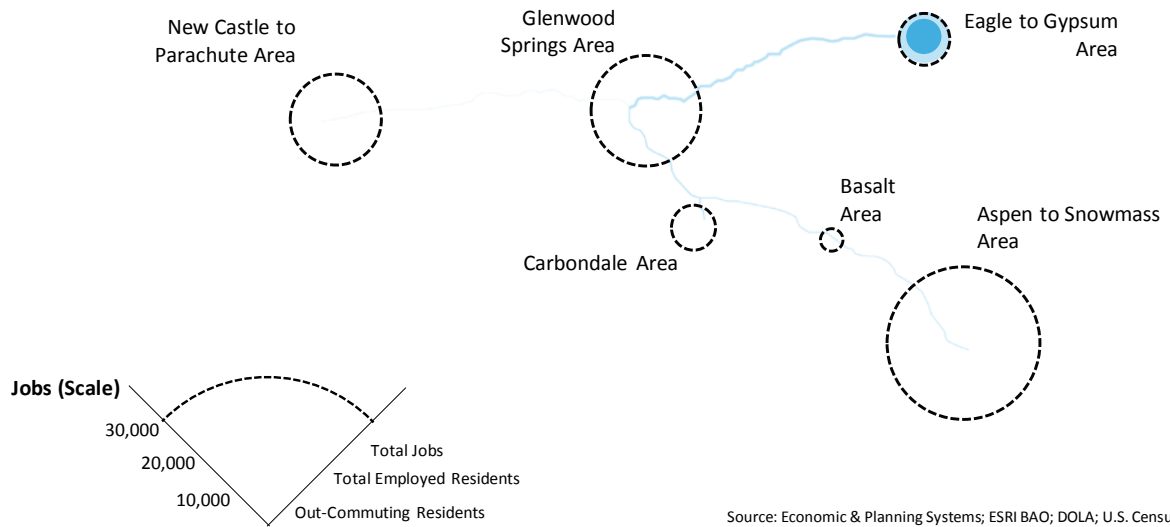 New Castle to
Parachute Area
Glenwood
Springs Area
Eagle to Gypsum
Area
Basalt
Area
Aspen to Snowmass
Area
Carbondale Area
Jobs (Scale)
30,000
20,000
10,000
Total Jobs
Total Employed Residents
Out-Commuting Residents
Source: Economic & Planning Systems; ESRI BAO; DOLA; U.S. Census